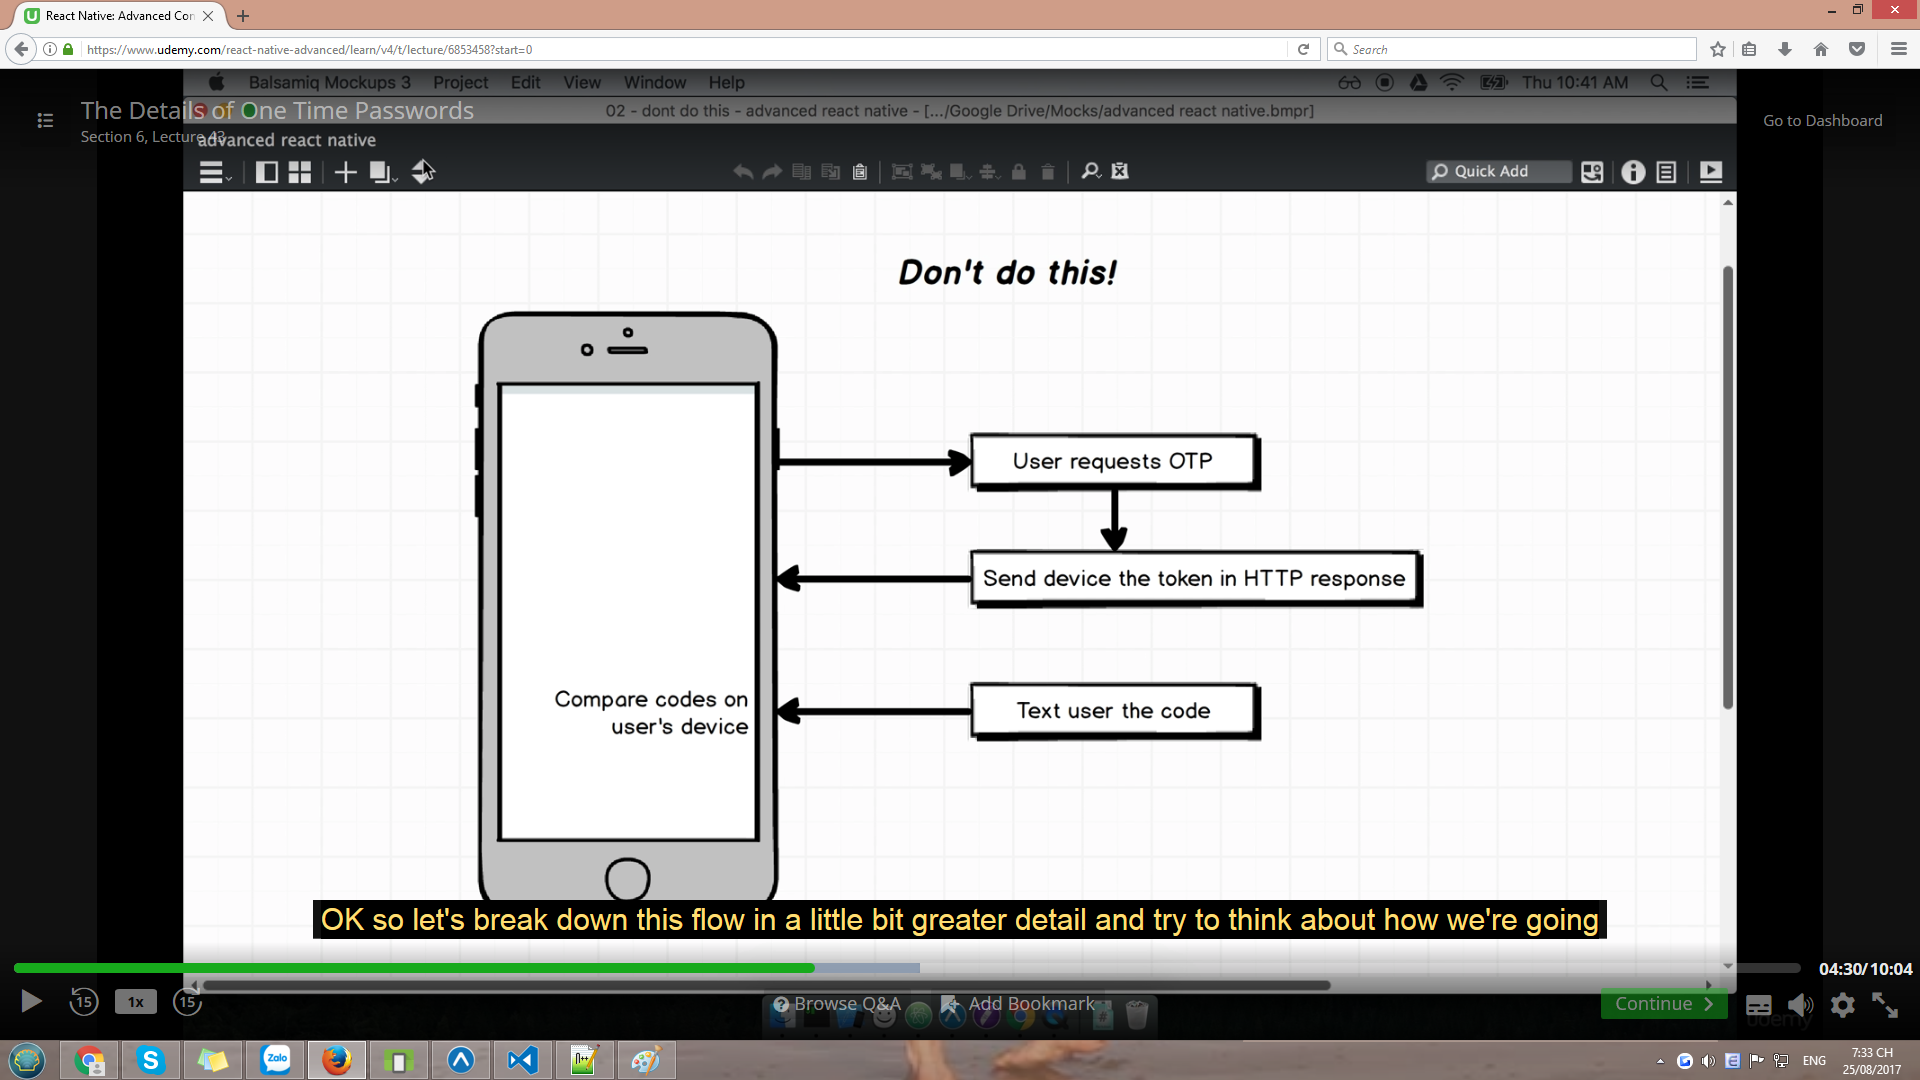 React Native: Advanced Con
https://www.udemy.com/react-native-advanced/learn/v4/t/lecture/6853458?start=0
Search
Balsamiq Mockups 3 Project Edit View Window Help
Thu 10:41 AM
The Details of One Time Passwords
02 - dont do this - advanced react native - [.../Google Drive/Mocks/advanced react native.bmpr]
Section 6, Lecture 43
Go to Dashboard
advanced react native
Quick Add
Don't do this!
User requests OTP
Send device the token in HTTP response
Compare codes on
user's device
Text user the code
OK so let's break down this flow in a little bit greater detail and try to think about how we're going
04:30/10:04
15
1x
15
Browse Q&A
Add Bookmark
Continue
udemy
Zalo
ENG
7:33 CH
25/08/2017